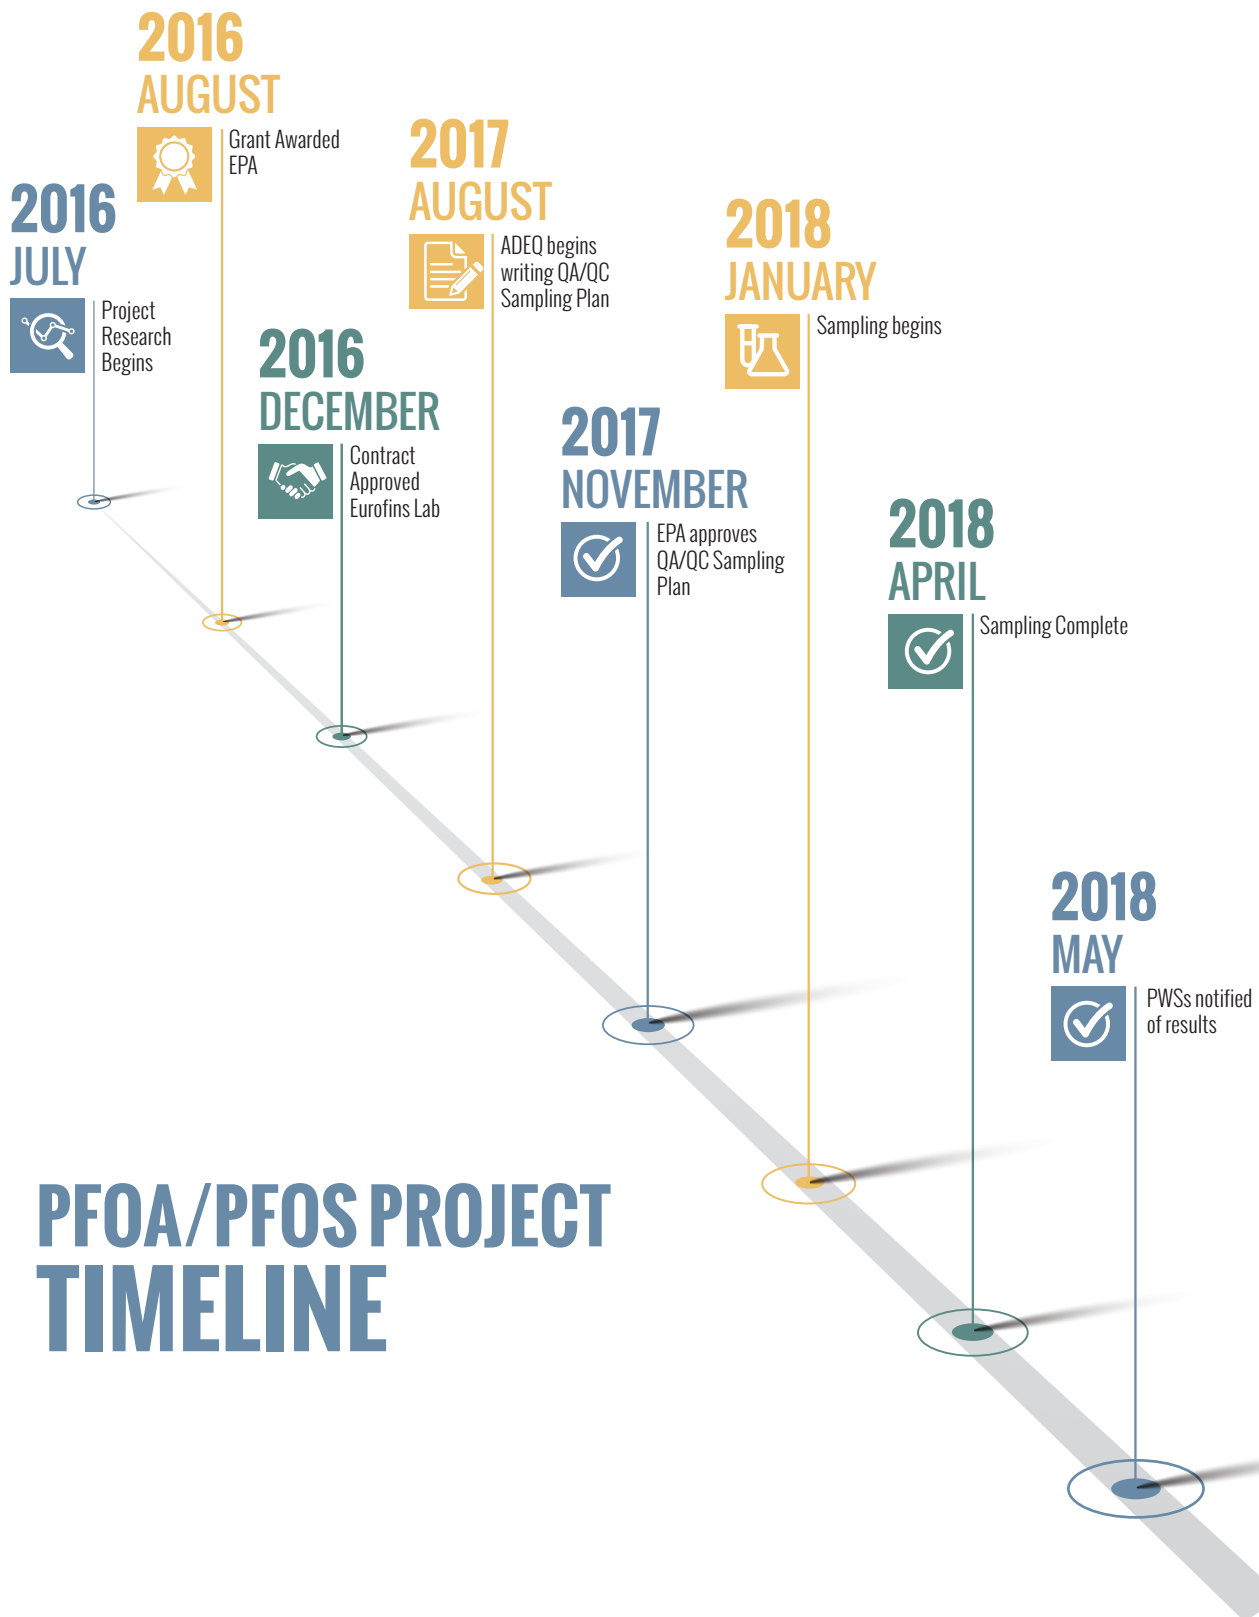 2016
JULY
Project
Research
Begins
2016
AUGUST
Grant Awarded
EPA
2016
DECEMBER
Contract
Approved
Eurofins Lab
2017
AUGUST
ADEQ begins
writing QA/QC
Sampling Plan
2017
NOVEMBER
EPA approves
QA/QC Sampling
Plan
2018
JANUARY
Sampling begins
2018
APRIL
Sampling Complete
2018
MAY
PWSs notified
of results
PFOA/PFOS PROJECT
TIMELINE